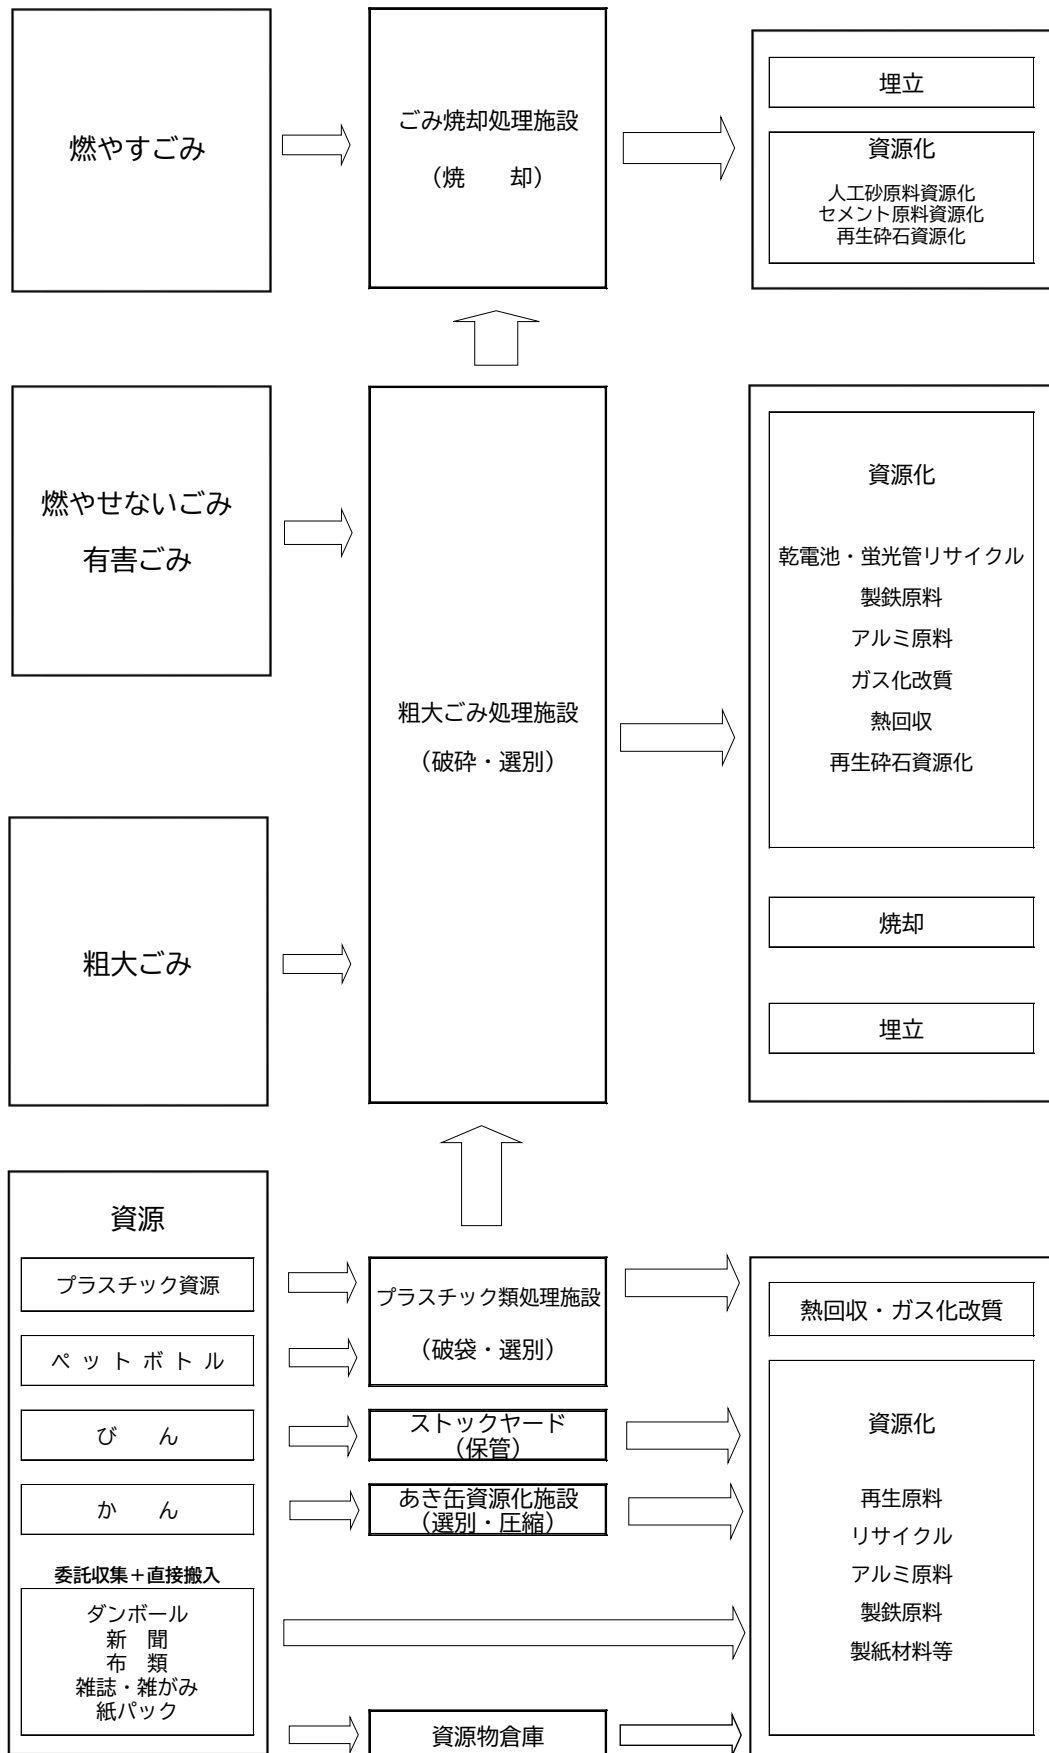 燃やすごみ
ごみ焼却処理施設
（焼　　却）
埋立
資源化
人工砂原料資源化
セメント原料資源化
再生砕石資源化
燃やせないごみ
有害ごみ
粗大ごみ処理施設
（破砕・選別）
資源化
乾電池・蛍光管リサイクル
製鉄原料
アルミ原料
ガス化改質
熱回収
再生砕石資源化
焼却
埋立
粗大ごみ
資源
プラスチック資源
ペットボトル
びん
かん
委託収集＋直接搬入
ダンボール
新　聞
布　類
雑誌・雑がみ
紙パック
プラスチック類処理施設
（破袋・選別）
ストックヤード
（保管）
あき缶資源化施設
（選別・圧縮）
資源物倉庫
熱回収・ガス化改質
資源化
再生原料
リサイクル
アルミ原料
製鉄原料
製紙材料等